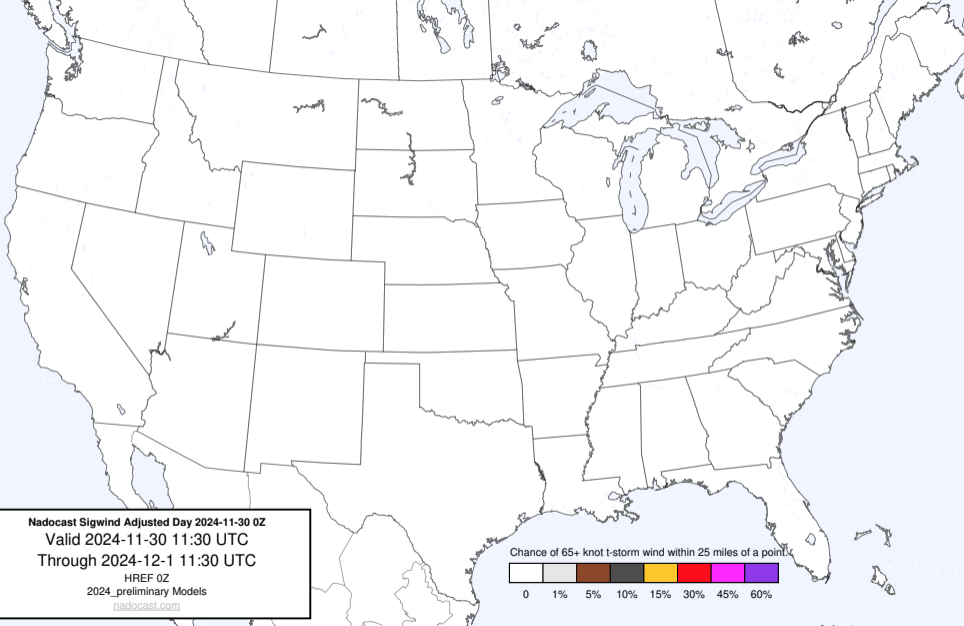 Nadocast Sigwind Adjusted Day 2024-11-30 0Z
Valid 2024-11-30 11:30 UTC
Through 2024-12-1 11:30 UTC
HREF 0Z
2024_preliminary Models
nadocast.com
Chance of 65+ knot t-storm wind within 25 miles of a point.
0 1% 5% 10% 15% 30% 45% 60%